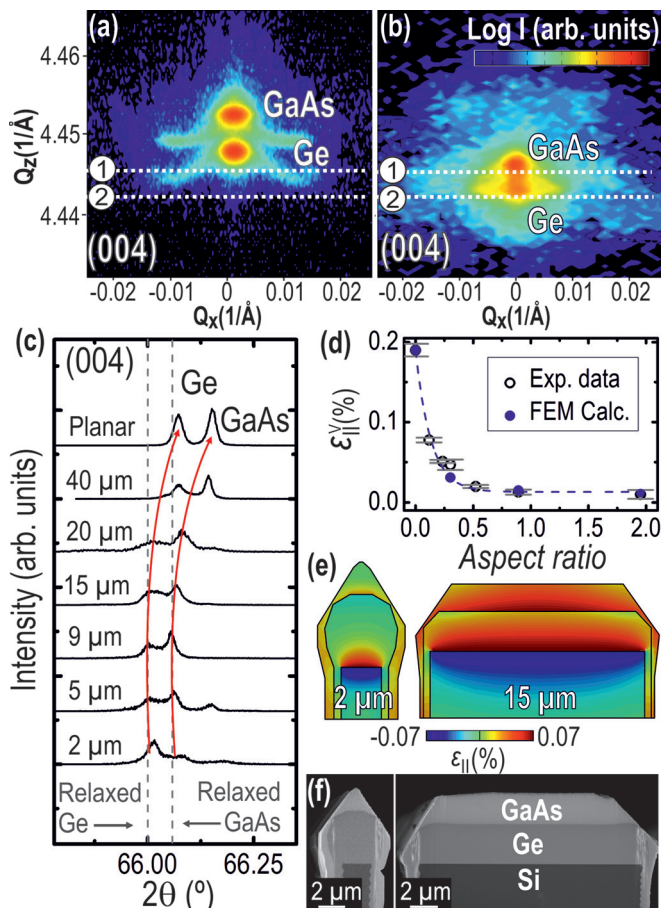 (a)
4.46
4.45
4.44
Qz(1/Å)
GaAs
Ge
1
2
(004)
-0.02 -0.01 0 0.01 0.02
Qx(1/Å)
(b)
Log I (arb. units)
GaAs
Ge
1
2
(004)
-0.02 -0.01 0 0.01 0.02
Qx(1/Å)
(c)
(004)
Ge
GaAs
Planar
40 µm
20 µm
15 µm
9 µm
5 µm
2 µm
Relaxed Relaxed
Ge → ← GaAs
66.00 66.25
2θ (º)
Intensity (arb. units)
(d)
0.2
0.1
0.0
ε||^V(%)
Exp. data
FEM Calc.
0.0 0.5 1.0 1.5 2.0
Aspect ratio
(e)
2 µm 15 µm
-0.07 0.07
ε||(%)
(f)
GaAs
Ge
Si
2 µm 2 µm